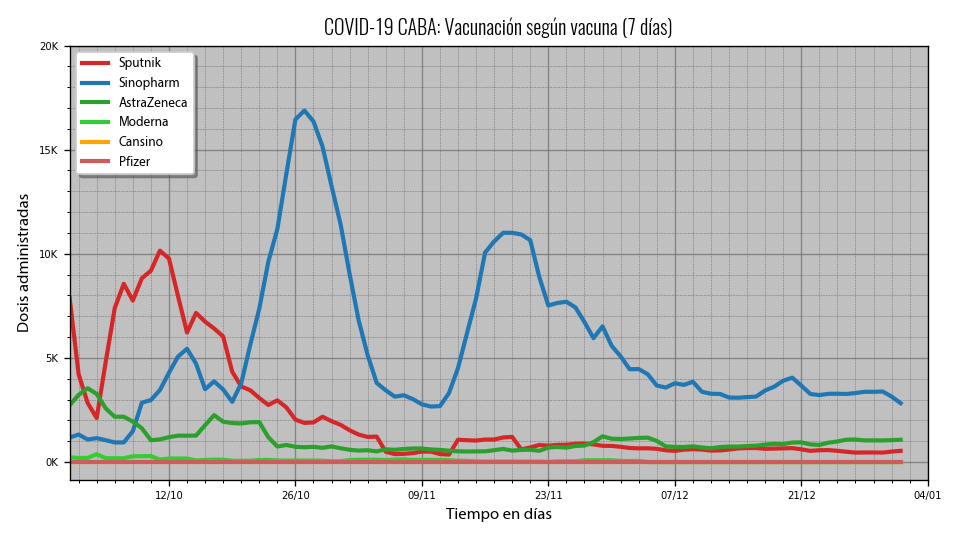 COVID-19 CABA: Vacunación según vacuna (7 días)
20K
15K
10K
5K
0K
Dosis administradas
Sputnik
Sinopharm
AstraZeneca
Moderna
Cansino
Pfizer
12/10
26/10
09/11
23/11
07/12
21/12
04/01
Tiempo en días